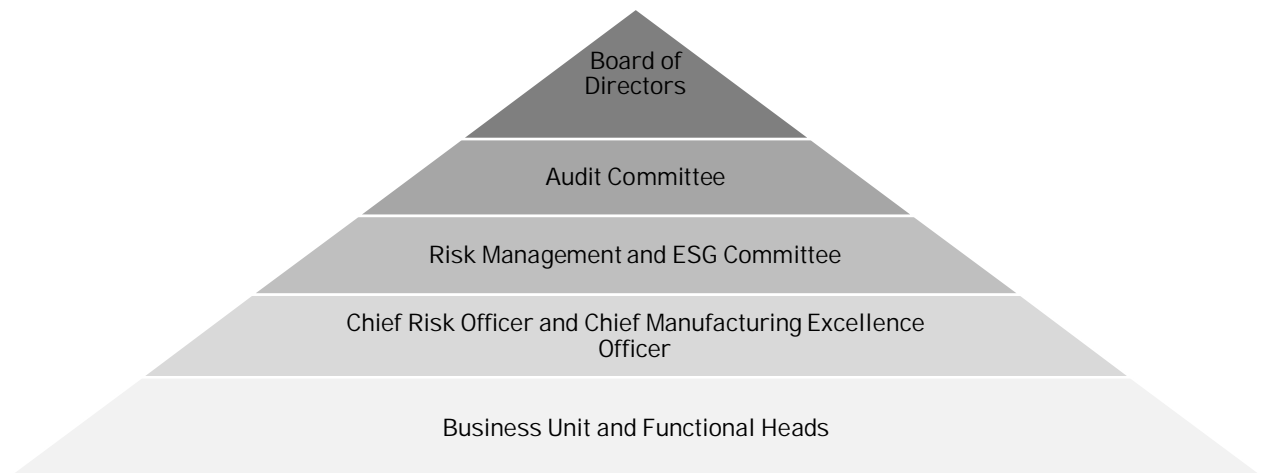 Board of
Directors
Audit Committee
Risk Management and ESG Committee
Chief Risk Officer and Chief Manufacturing Excellence
Officer
Business Unit and Functional Heads